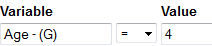 Variable Value
Age - (G) = 4